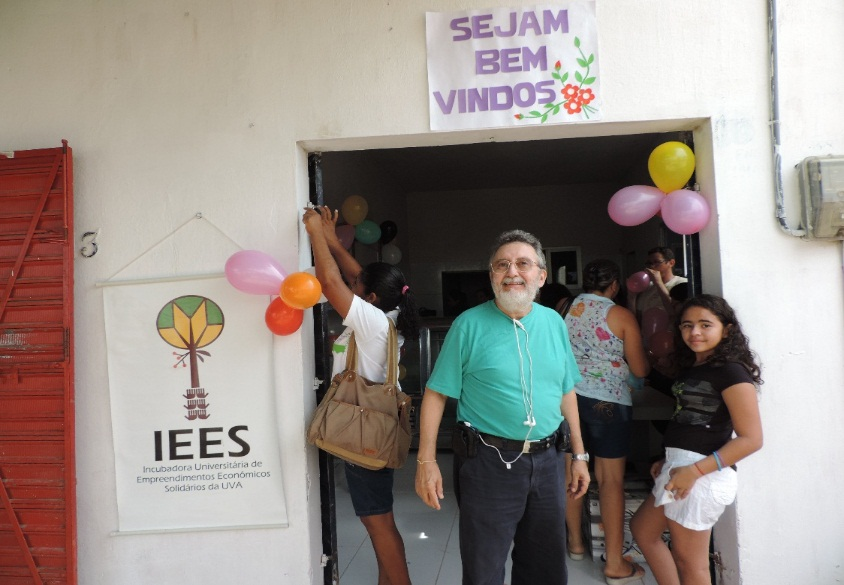 SEJAM
BEM
VINDOS
3
IEES
Incubadora Universitária de
Empreendimentos Econômicos
Solidários da UVA